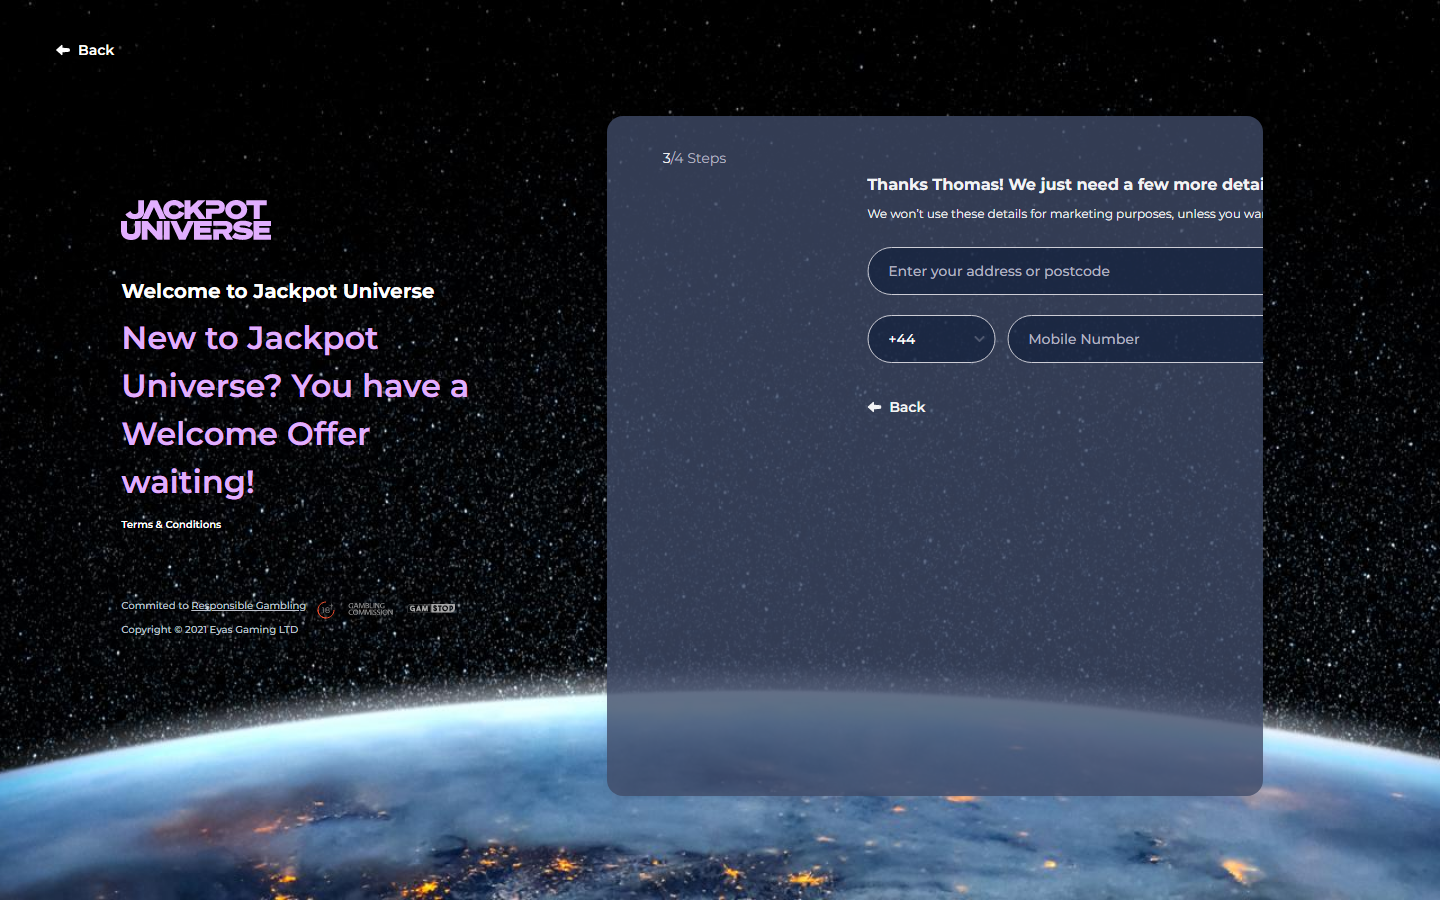 Back
3/4 Steps
Thanks Thomas! We just need a few more detai
We won't use these details for marketing purposes, unless you wa
Enter your address or postcode
+44
Mobile Number
Back
JACKPOT
UNIVERSE
Welcome to Jackpot Universe
New to Jackpot
Universe? You have a
Welcome Offer
waiting!
Terms & Conditions
Commited to Responsible Gambling
18+
GAMBLING
COMMISSION
GAMSTOP
Copyright © 2021 Eyas Gaming LTD